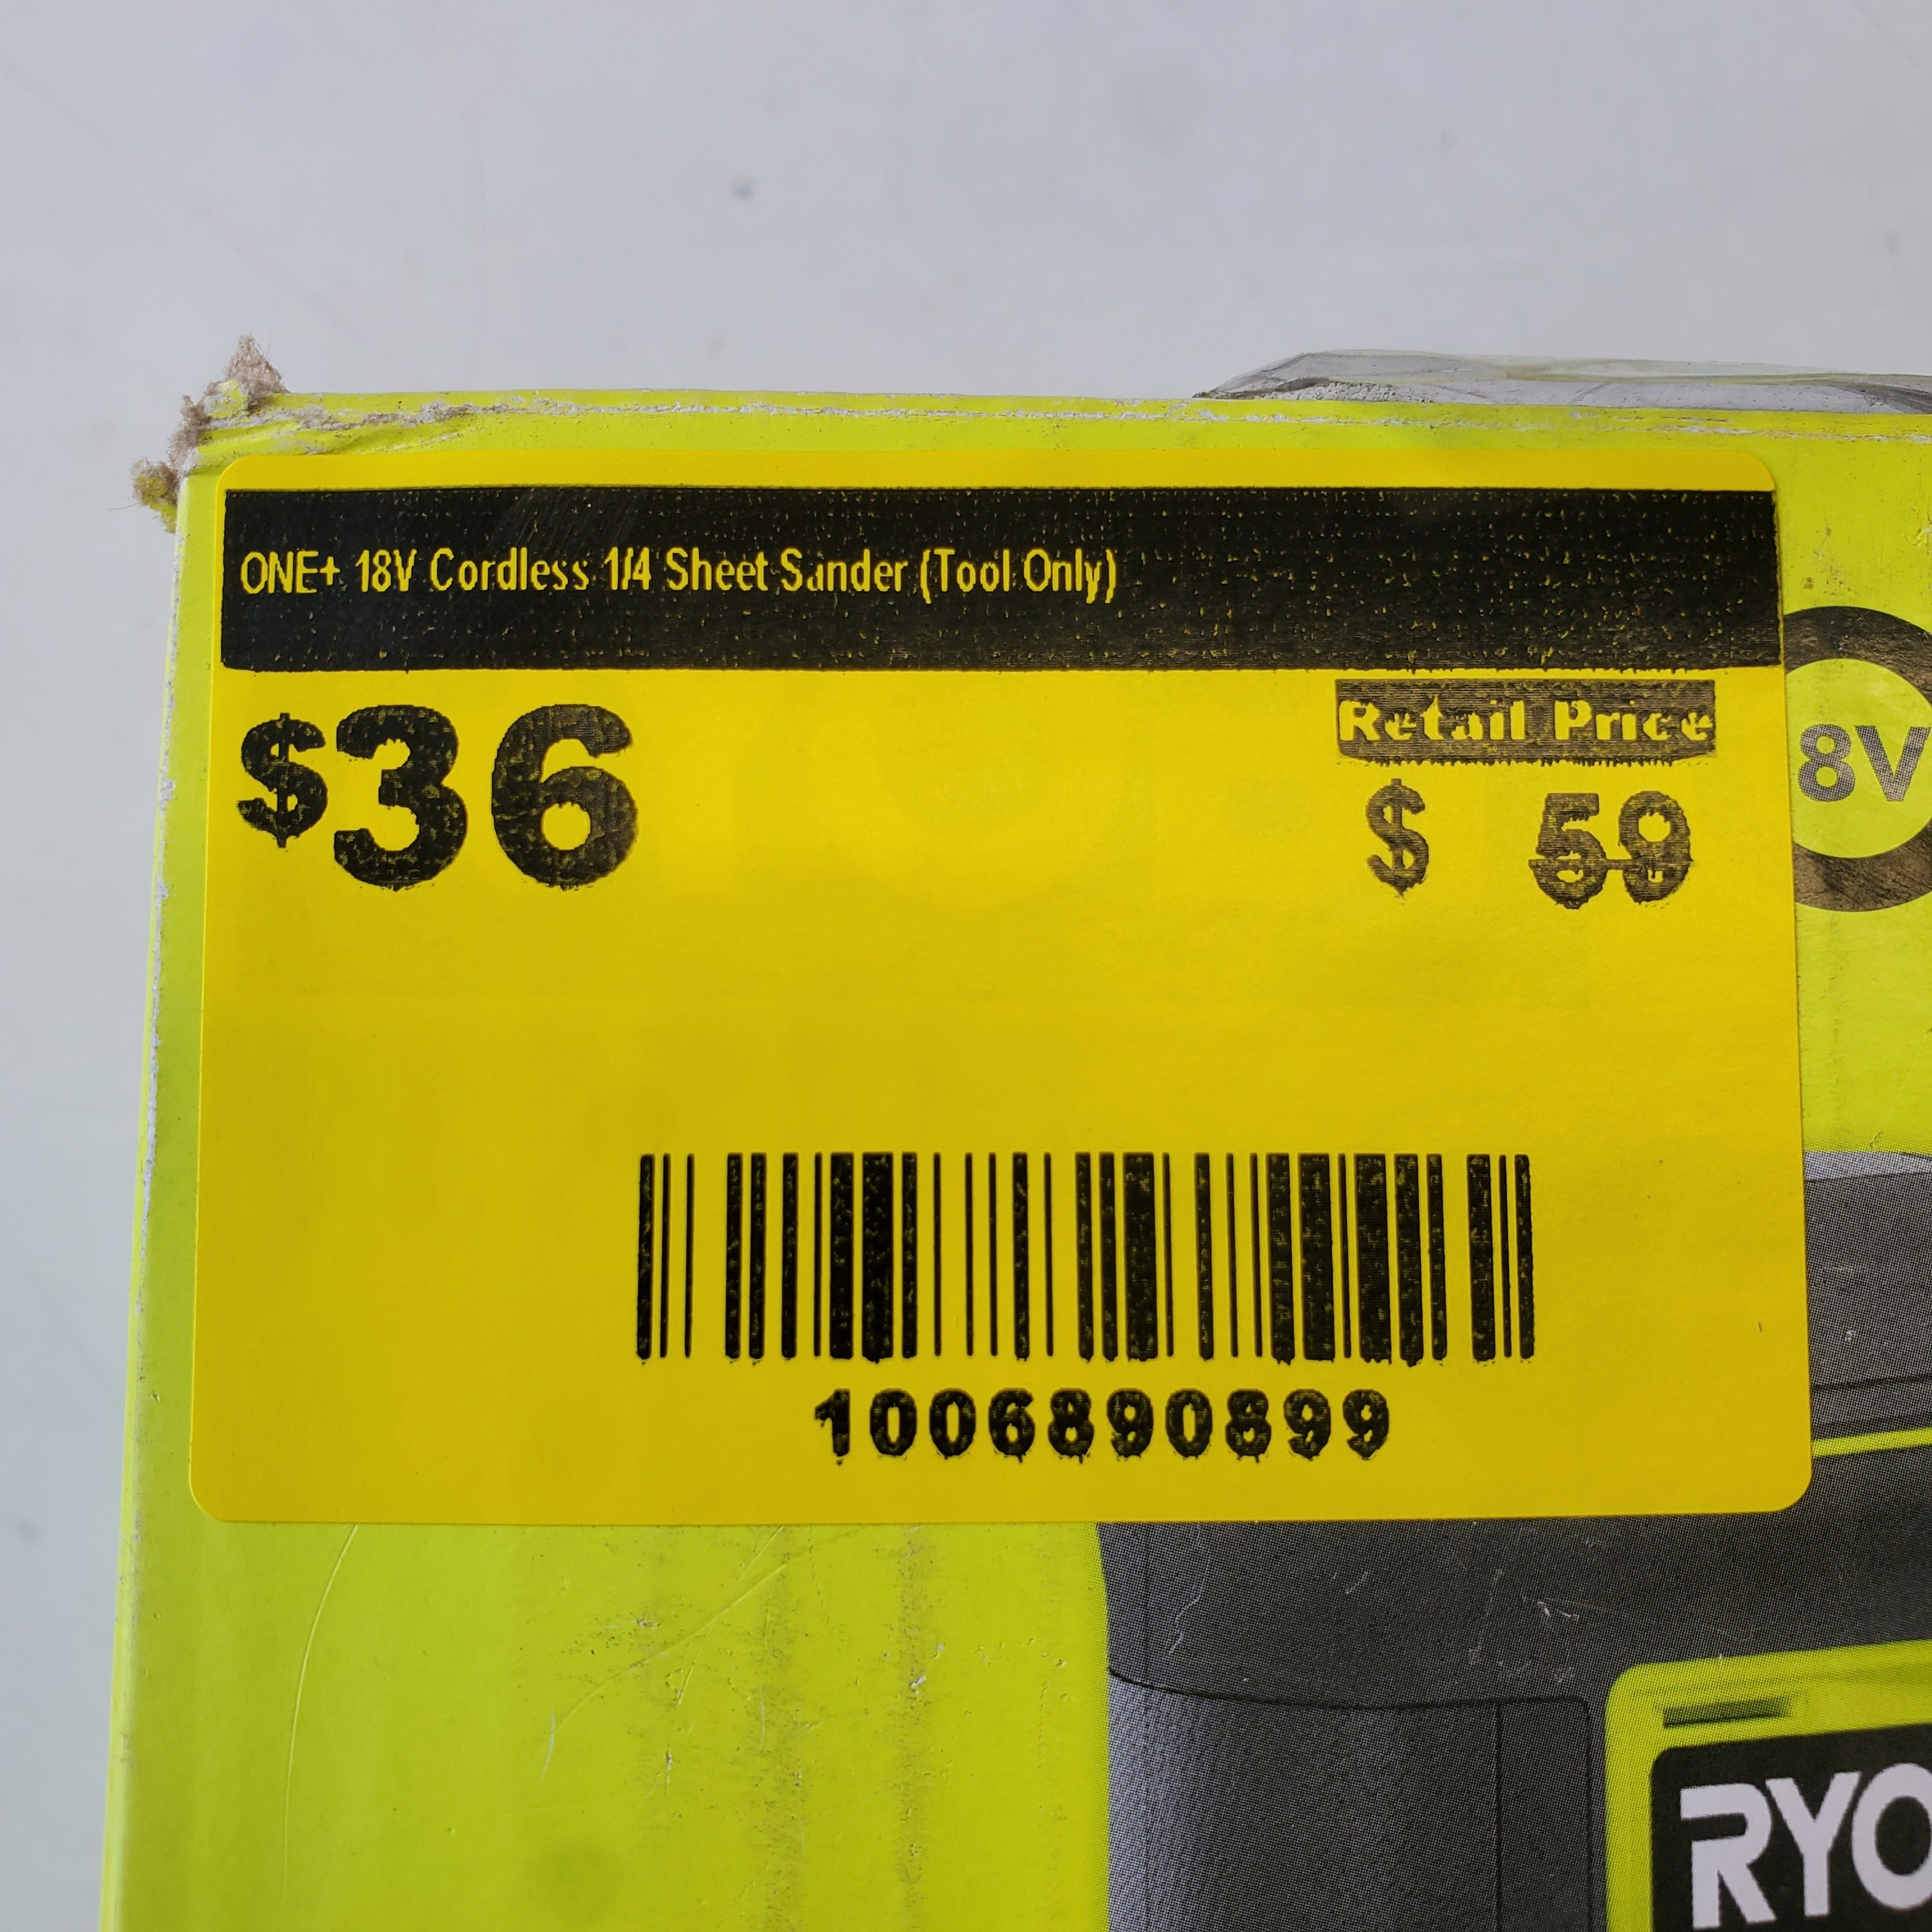 ONE+ 18V Cordless 1/4 Sheet Sander (Tool Only)
$36
Retail Price
$ 59
8V
1006890899
RYO